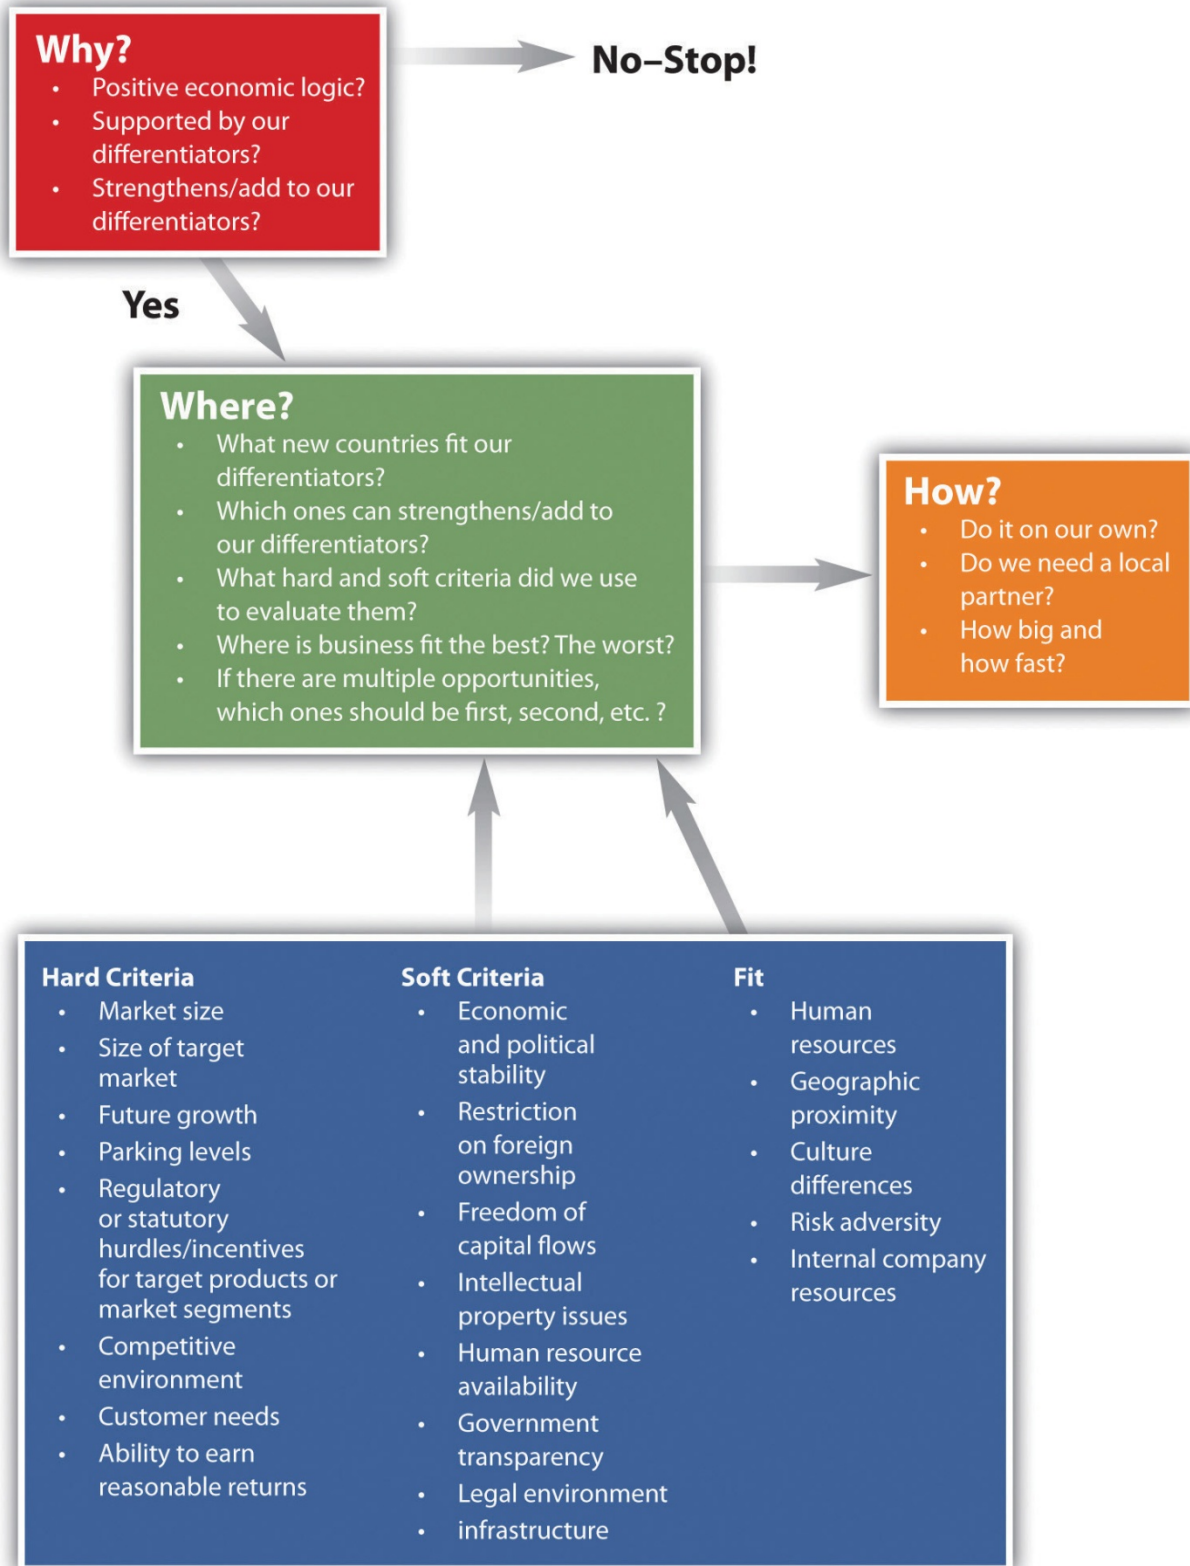 Why?
• Positive economic logic?
• Supported by our
differentiators?
• Strengthens/add to our
differentiators?
No–Stop!
Yes
Where?
• What new countries fit our
differentiators?
• Which ones can strengthens/add to
our differentiators?
• What hard and soft criteria did we use
to evaluate them?
• Where is business fit the best? The worst?
• If there are multiple opportunities,
which ones should be first, second, etc. ?
How?
• Do it on our own?
• Do we need a local
partner?
• How big and
how fast?
Hard Criteria
• Market size
• Size of target
market
• Future growth
• Parking levels
• Regulatory
or statutory
hurdles/incentives
for target products or
market segments
• Competitive
environment
• Customer needs
• Ability to earn
reasonable returns
Soft Criteria
• Economic
and political
stability
• Restriction
on foreign
ownership
• Freedom of
capital flows
• Intellectual
property issues
• Human resource
availability
• Government
transparency
• Legal environment
• infrastructure
Fit
• Human
resources
• Geographic
proximity
• Culture
differences
• Risk adversity
• Internal company
resources